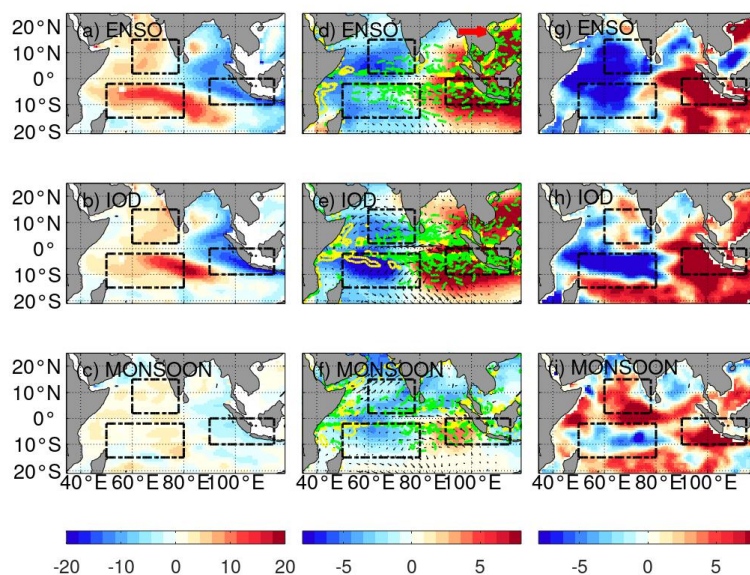 20°N (a) ENSO (d) ENSO (g) ENSO
10°N
0°
10°S
20°S
20°N (b) IOD (e) IOD (h) IOD
10°N
0°
10°S
20°S
20°N (c) MONSOON (f) MONSOON (i) MONSOON
10°N
0°
10°S
20°S
40°E 60°E 80°E 100°E 40°E 60°E 80°E 100°E 40°E 60°E 80°E 100°E
-20 -10 0 10 20 -5 0 5 -5 0 5